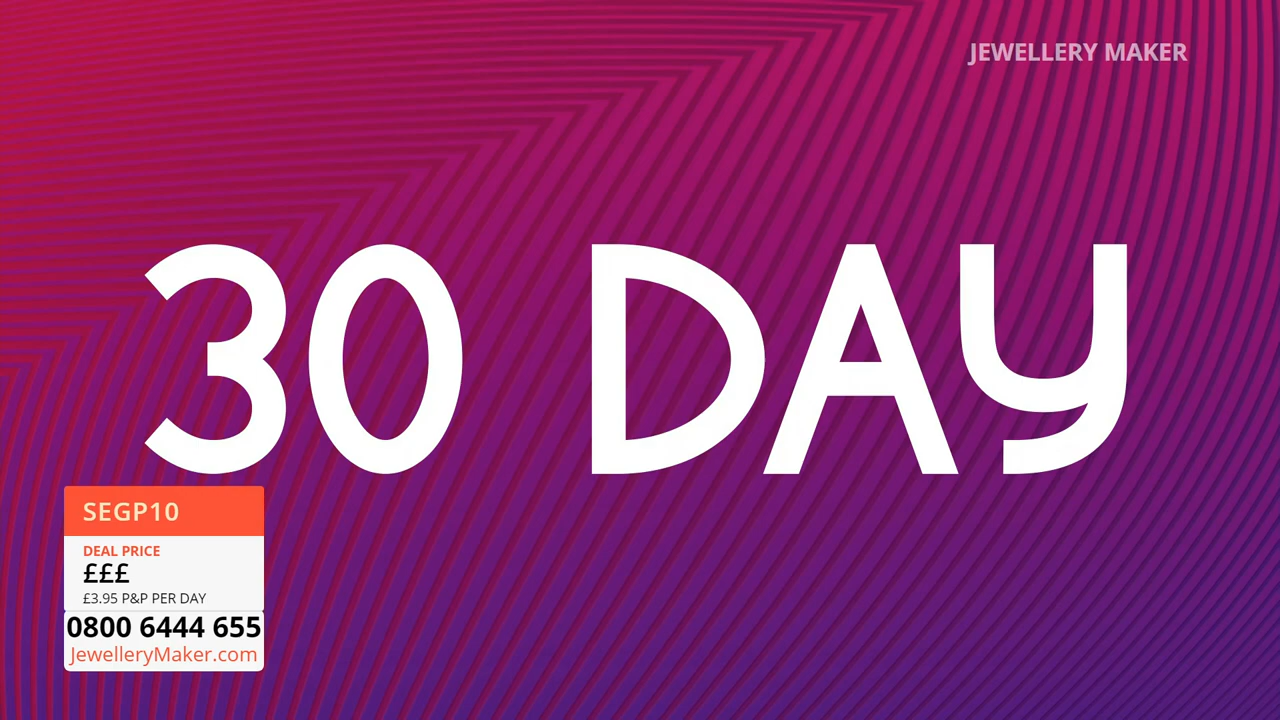 JEWELLERY MAKER
30 DAY
SEGP10
DEAL PRICE
£££
£3.95 P&P PER DAY
0800 6444 655
JewelleryMaker.com